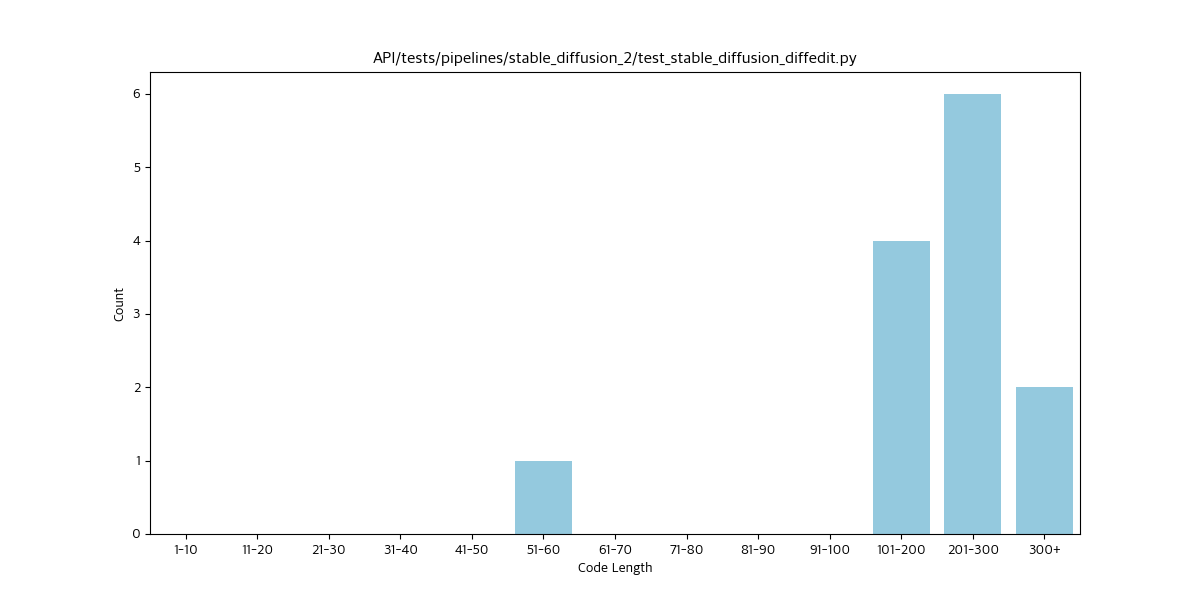 API/tests/pipelines/stable_diffusion_2/test_stable_diffusion_diffedit.py
6
5
4
3
2
1
0
Count
1-10 11-20 21-30 31-40 41-50 51-60 61-70 71-80 81-90 91-100 101-200 201-300 300+
Code Length